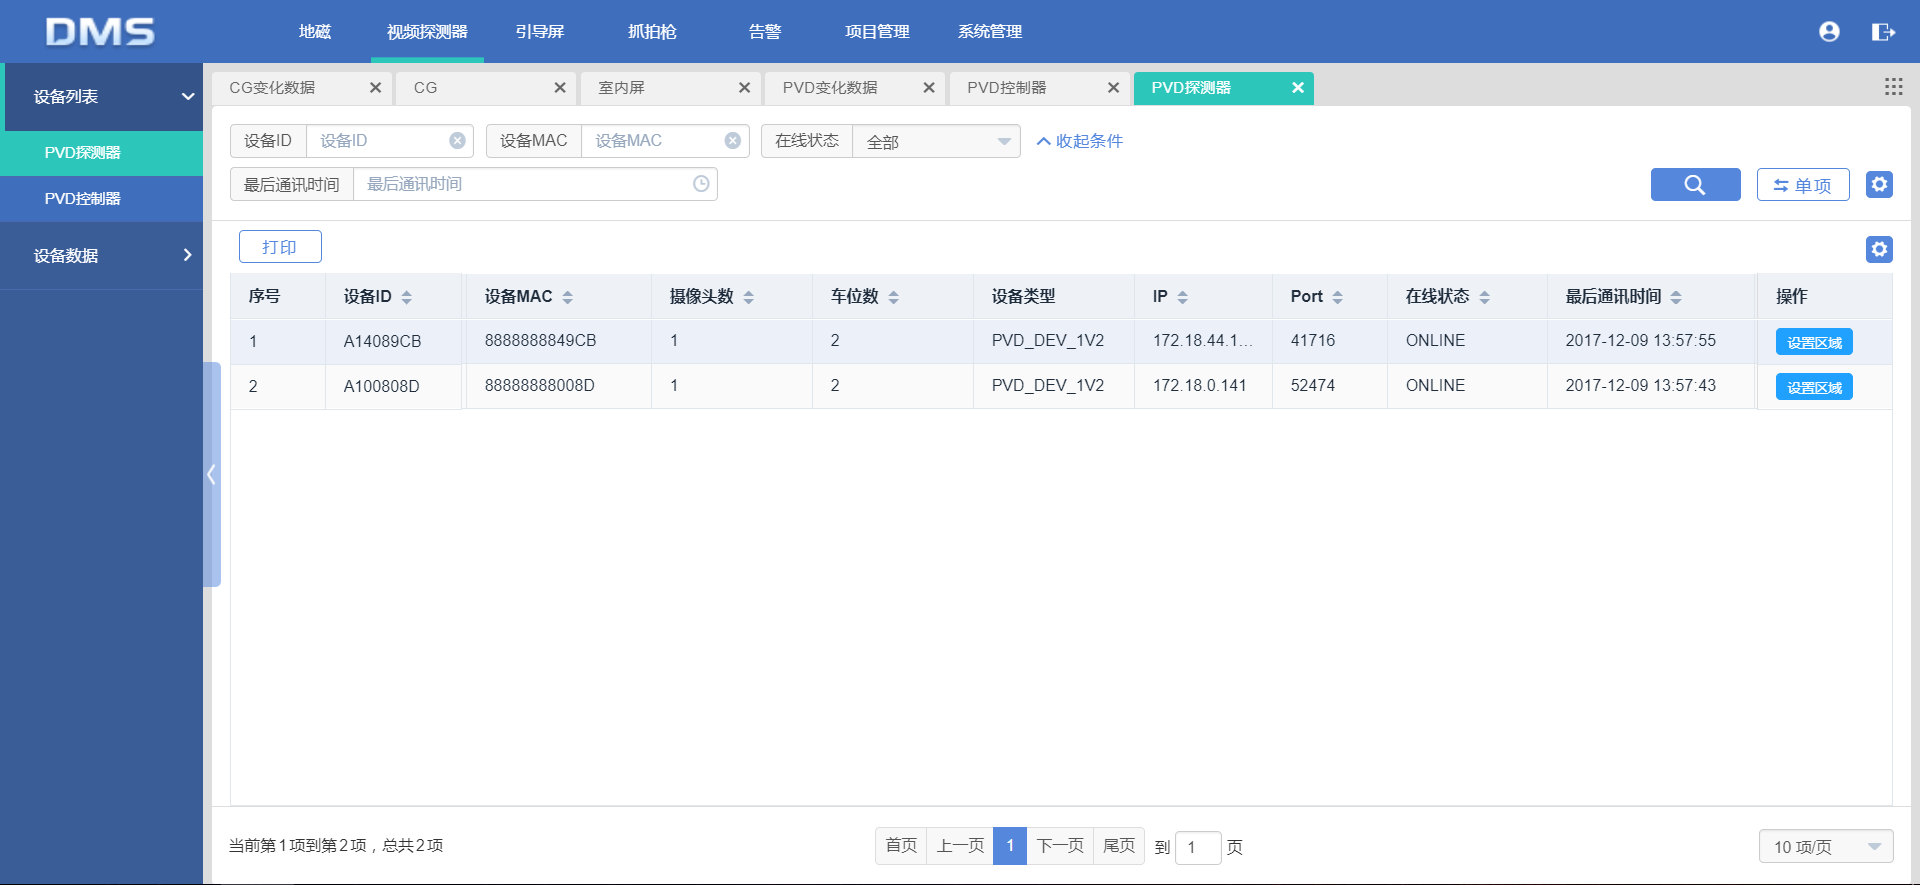 DMS
地磁 视频探测器 引导屏 抓拍枪 告警 项目管理 系统管理
设备列表
PVD探测器
PVD控制器
设备数据
CG变化数据 CG 室内屏 PVD变化数据 PVD控制器 PVD探测器
设备ID 设备ID 设备MAC 设备MAC 在线状态 全部 收起条件
最后通讯时间 最后通讯时间 单项
打印
序号 设备ID 设备MAC 摄像头数 车位数 设备类型 IP Port 在线状态 最后通讯时间 操作
1 A14089CB 8888888849CB 1 2 PVD_DEV_1V2 172.18.44.1... 41716 ONLINE 2017-12-09 13:57:55 设置区域
2 A100808D 88888888008D 1 2 PVD_DEV_1V2 172.18.0.141 52474 ONLINE 2017-12-09 13:57:43 设置区域
当前第1项到第2项，总共2项 首页 上一页 1 下一页 尾页 到 1 页 10 项/页